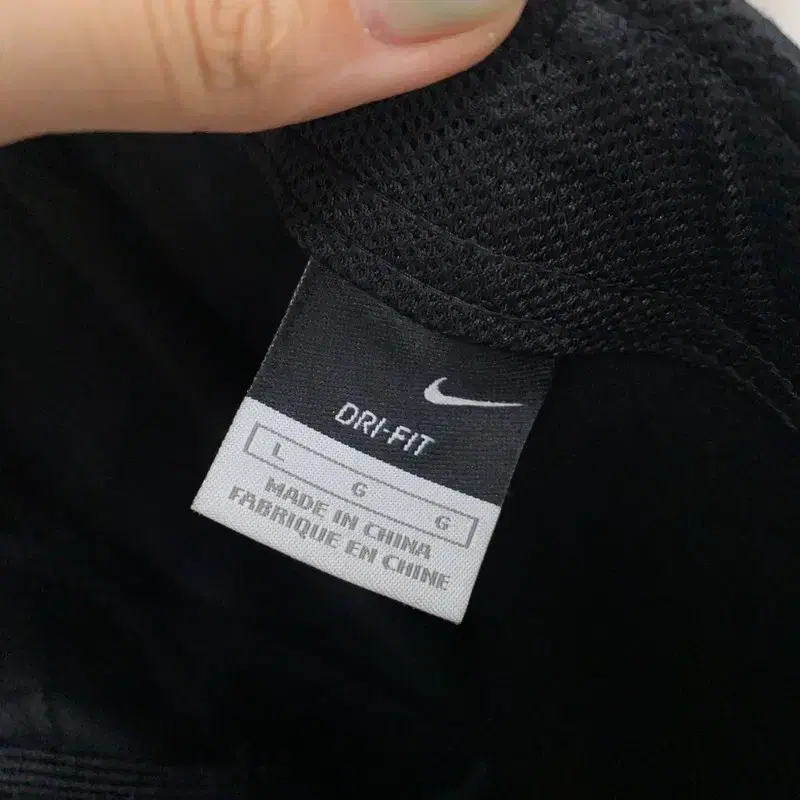 DRI-FIT
L G G
MADE IN CHINA
FABRIQUE EN CHINE